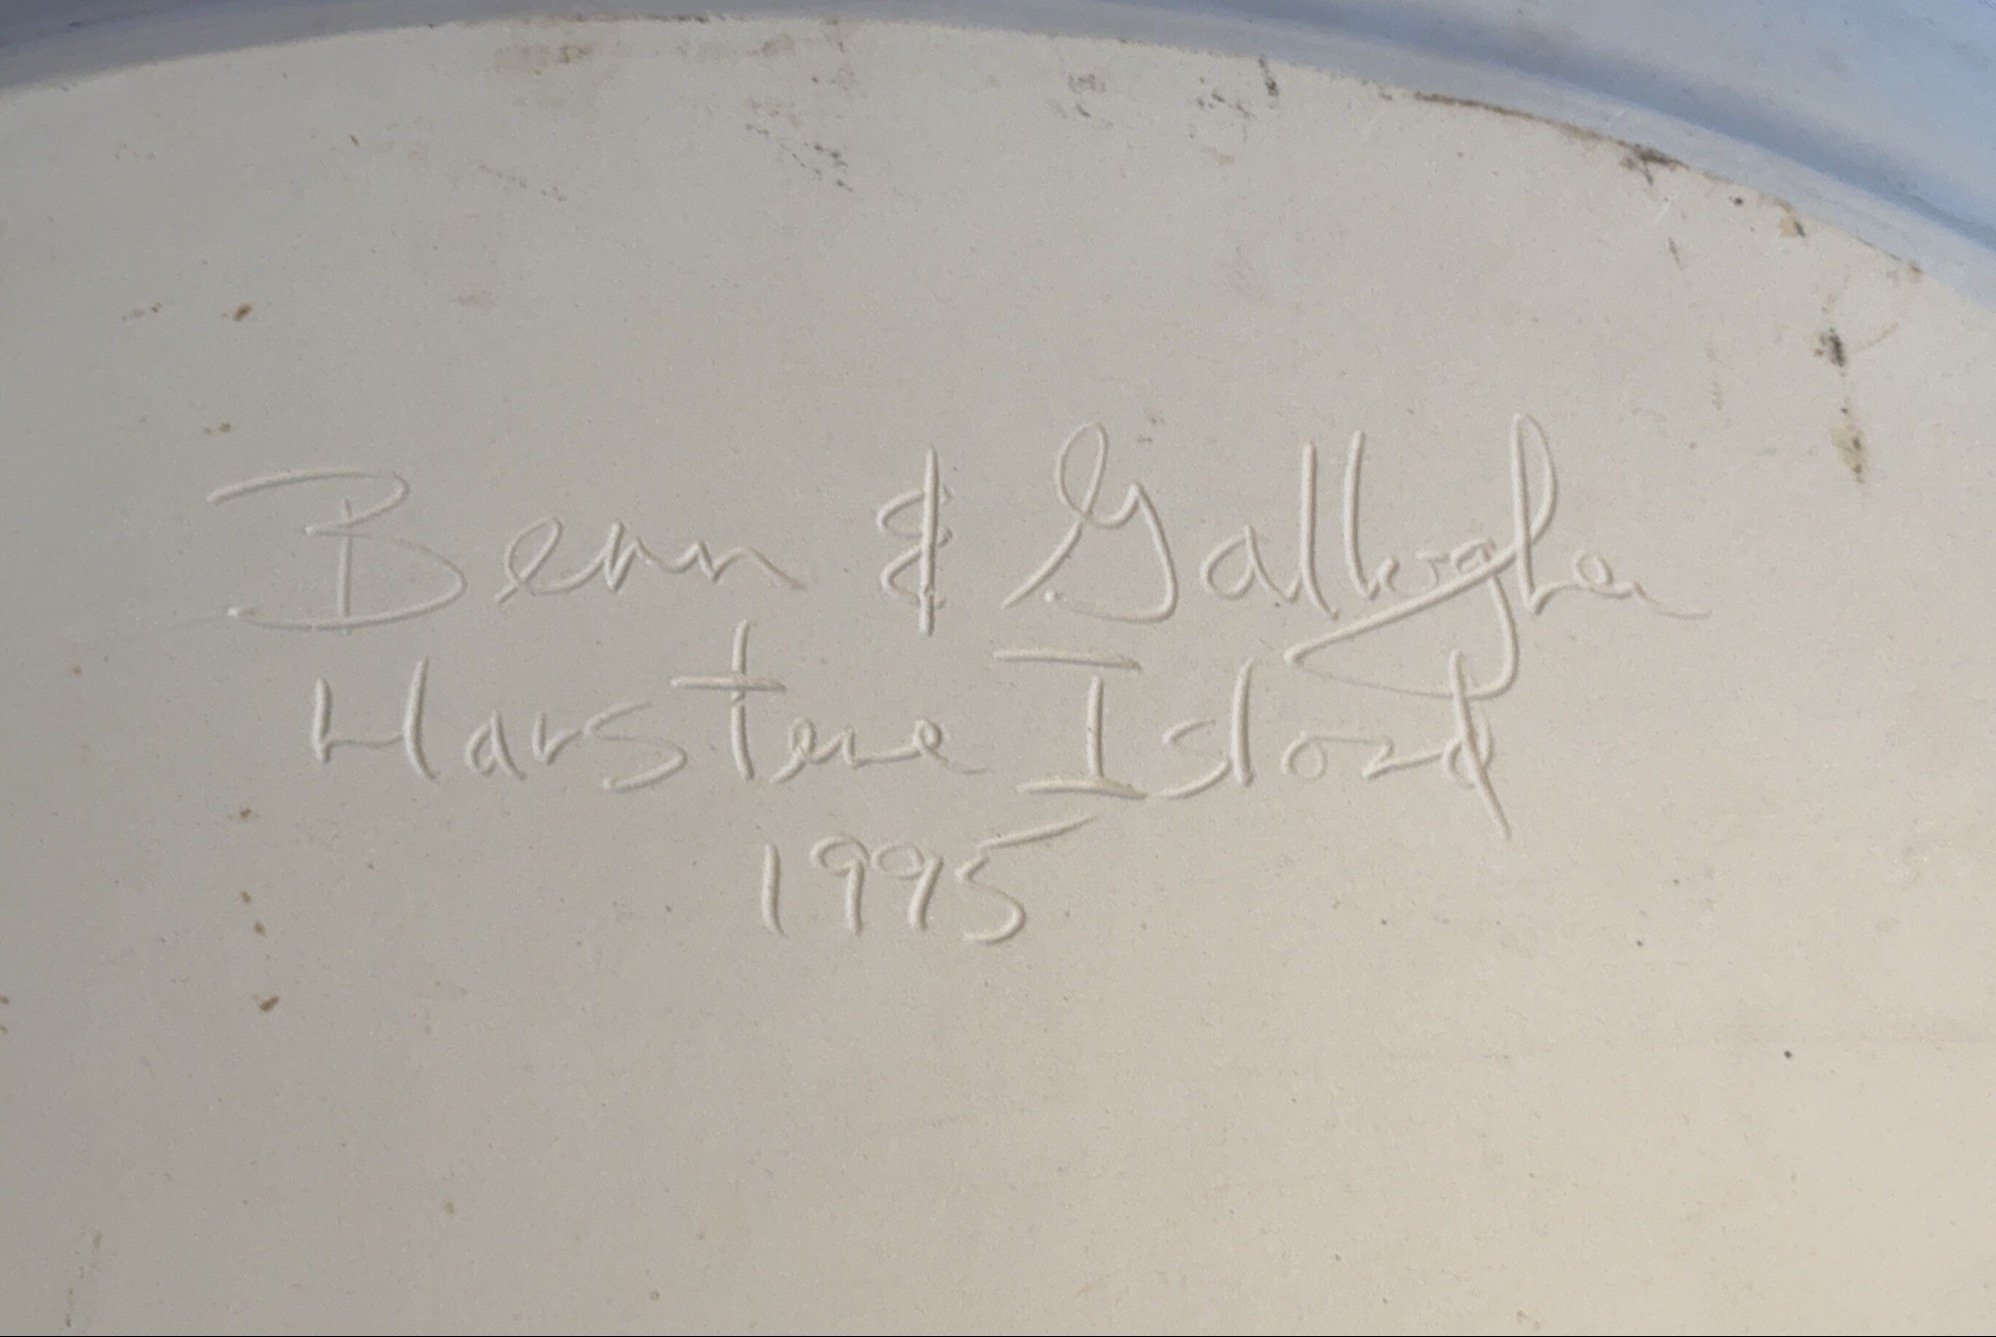 Benn & Gallagher
Harstene Island
1995